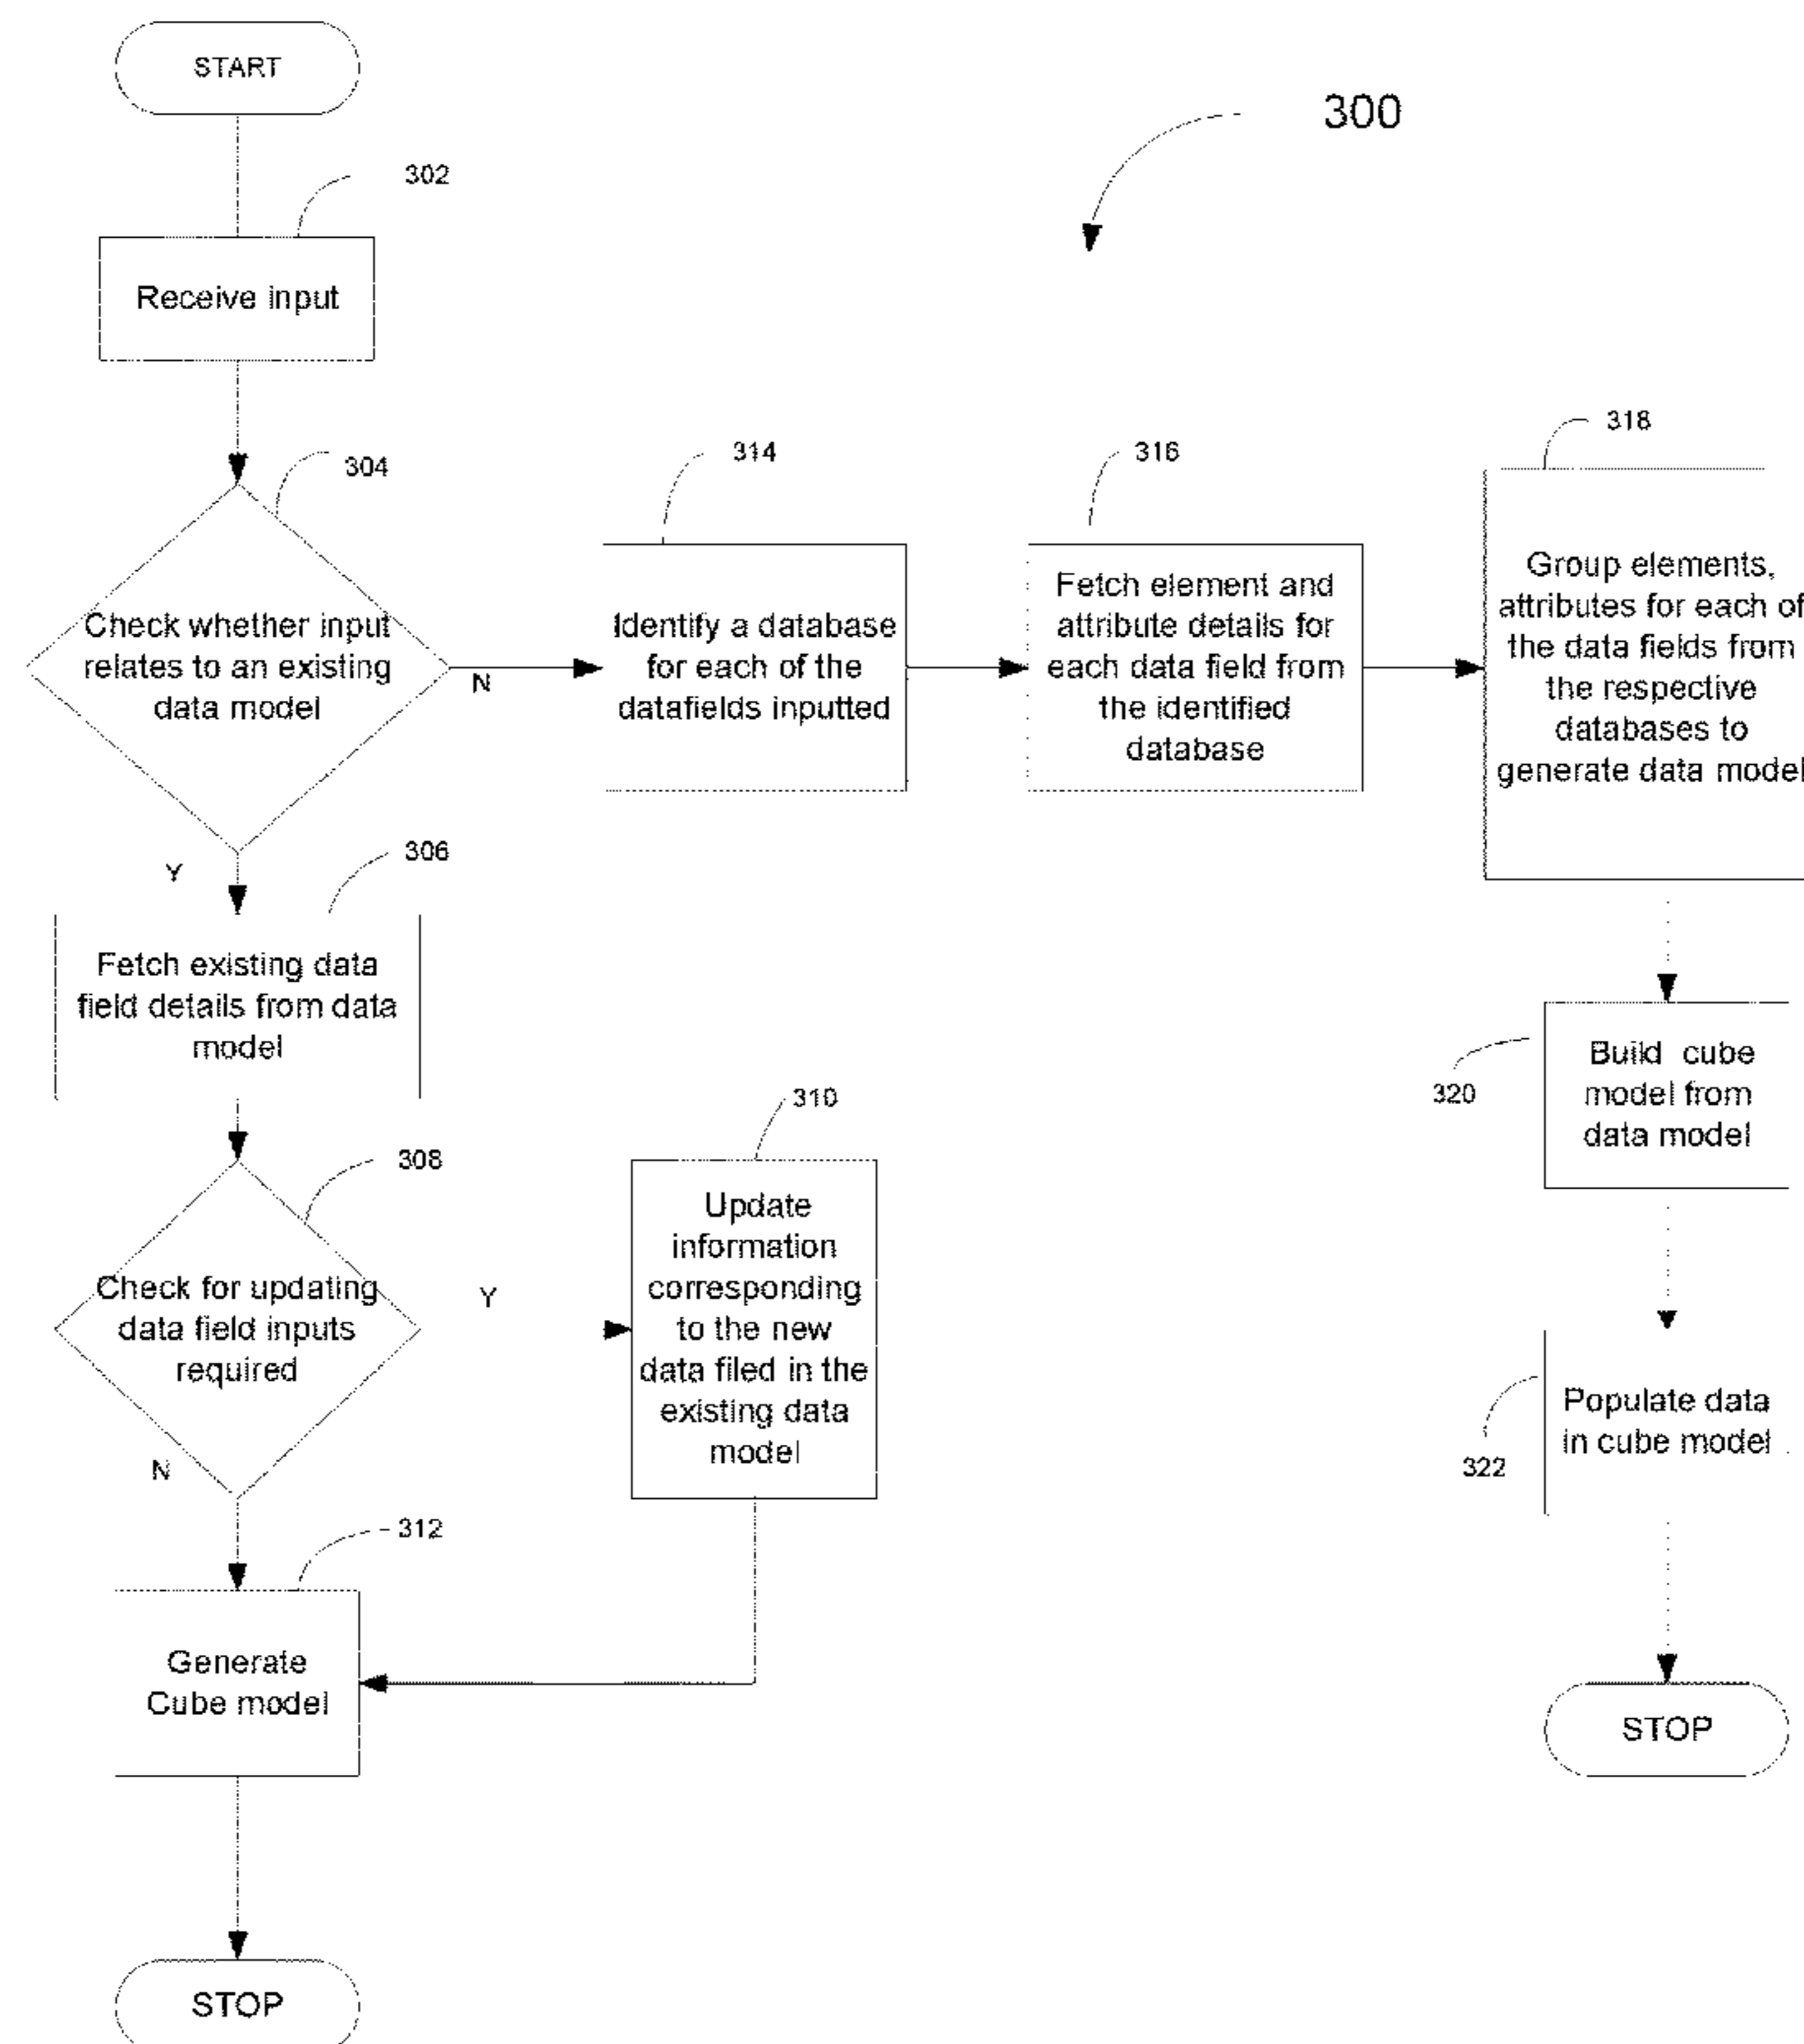 START
300
302
Receive input
304
Check whether input
relates to an existing
data model
N
Y
314
Identify a database
for each of the
datafields inputted
316
Fetch element and
attribute details for
each data field from
the identified
database
318
Group elements,
attributes for each of
the data fields from
the respective
databases to
generate data model
306
Fetch existing data
field details from data
model
308
Check for updating
data field inputs
required
Y
N
310
Update
information
corresponding
to the new
data filed in the
existing data
model
312
Generate
Cube model
STOP
320
Build cube
model from
data model
322
Populate data
in cube model
STOP